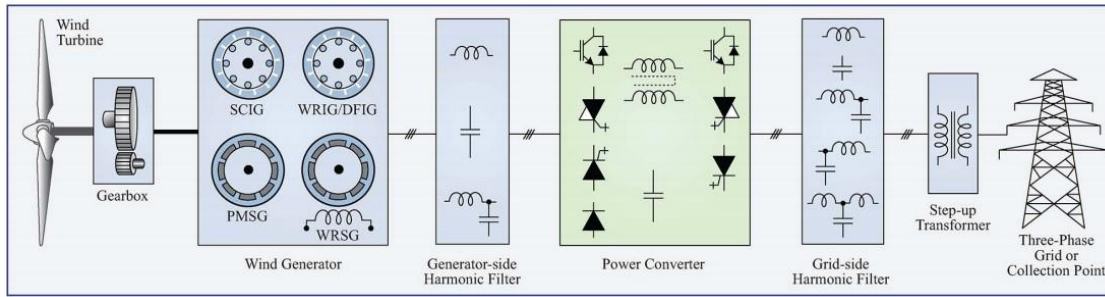 Wind
Turbine
Gearbox
SCIG
WRIG/DFIG
PMSG
WRSG
Wind Generator
Generator-side
Harmonic Filter
Power Converter
Grid-side
Harmonic Filter
Step-up
Transformer
Three-Phase
Grid or
Collection Point